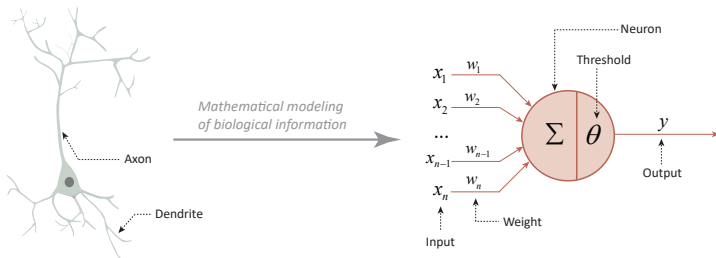 Neuron
Threshold
x₁ w₁
x₂ w₂
...
xₙ₋₁ wₙ₋₁
xₙ wₙ
Σ θ
y
Mathematical modeling
of biological information
Axon
Dendrite
Output
Weight
Input